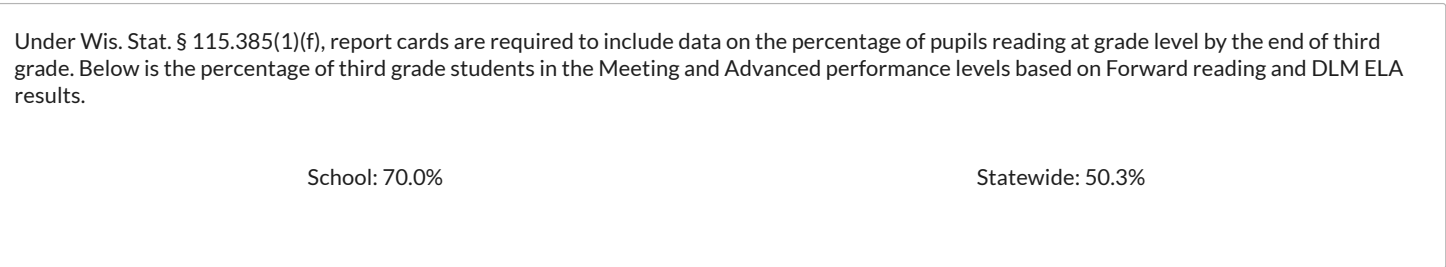 Under Wis. Stat. § 115.385(1)(f), report cards are required to include data on the percentage of pupils reading at grade level by the end of third
grade. Below is the percentage of third grade students in the Meeting and Advanced performance levels based on Forward reading and DLM ELA
results.
School: 70.0% Statewide: 50.3%